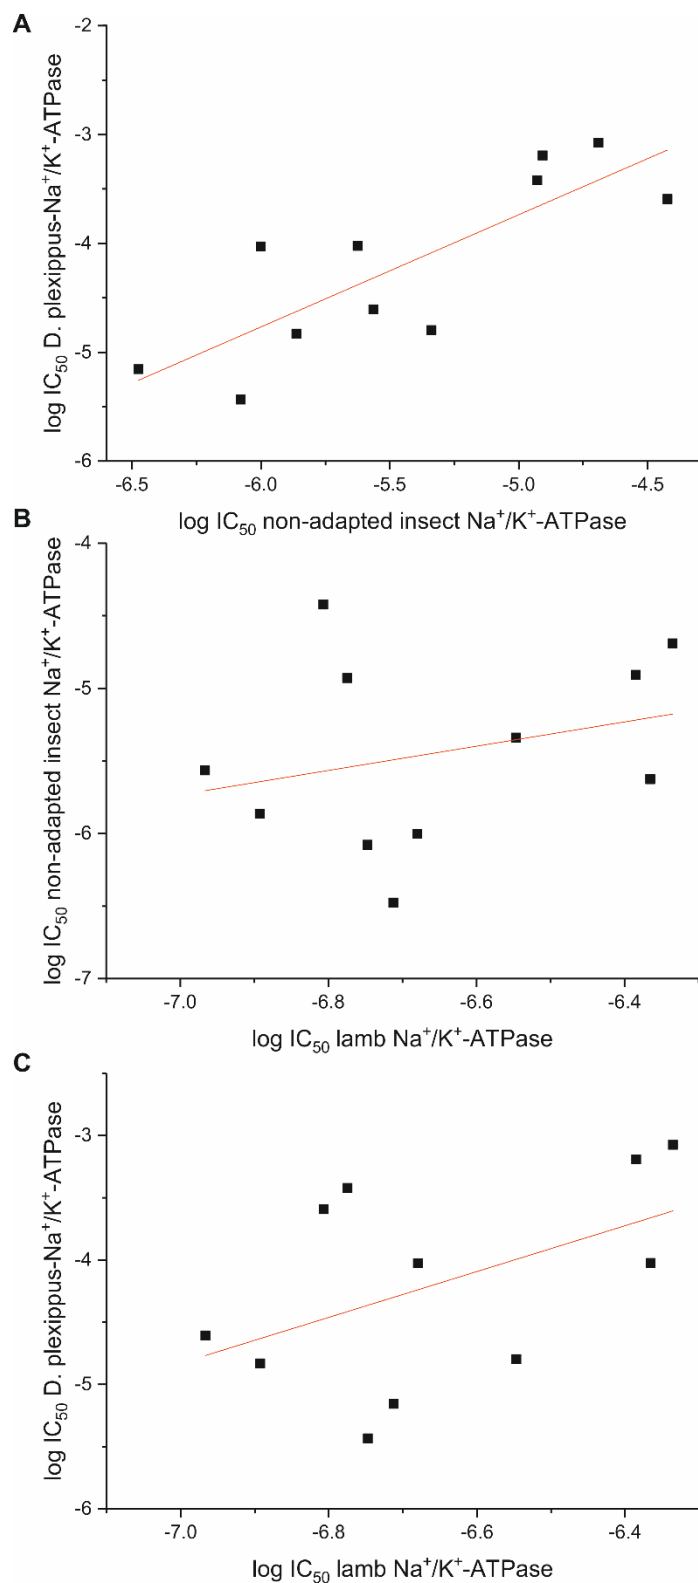 A
-2
-3
-4
-5
-6
log IC₅₀ D. plexippus-Na⁺/K⁺-ATPase
-6.5 -6.0 -5.5 -5.0 -4.5
log IC₅₀ non-adapted insect Na⁺/K⁺-ATPase
B
-4
-5
-6
-7
log IC₅₀ non-adapted insect Na⁺/K⁺-ATPase
-7.0 -6.8 -6.6 -6.4
log IC₅₀ lamb Na⁺/K⁺-ATPase
C
-3
-4
-5
-6
log IC₅₀ D. plexippus-Na⁺/K⁺-ATPase
-7.0 -6.8 -6.6 -6.4
log IC₅₀ lamb Na⁺/K⁺-ATPase